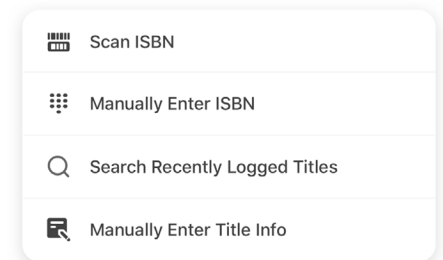 Scan ISBN
Manually Enter ISBN
Search Recently Logged Titles
Manually Enter Title Info